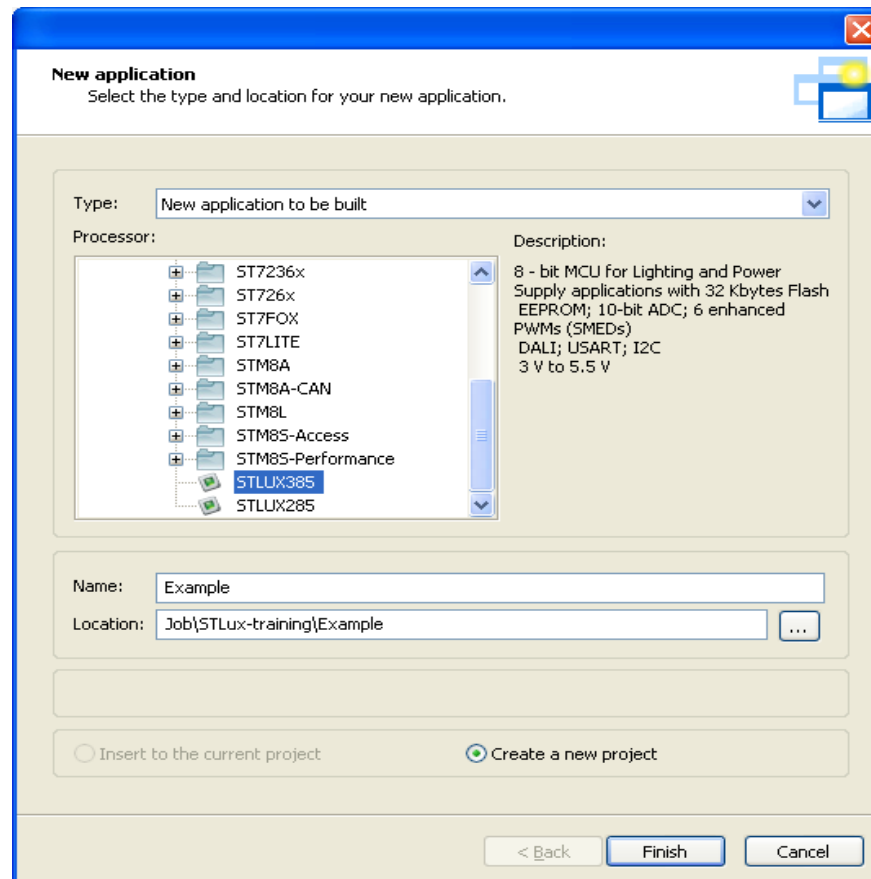 New application
Select the type and location for your new application.
Type:
New application to be built
Processor:
ST7236x
ST726x
ST7FOX
ST7LITE
STM8A
STM8A-CAN
STM8L
STM8S-Access
STM8S-Performance
STLUX385
STLUX285
Description:
8 - bit MCU for Lighting and Power
Supply applications with 32 Kbytes Flash
EEPROM; 10-bit ADC; 6 enhanced
PWMs (SMEDs)
DALI; USART; I2C
3 V to 5.5 V
Name:
Example
Location:
Job\STLux-training\Example
...
Insert to the current project
Create a new project
< Back
Finish
Cancel